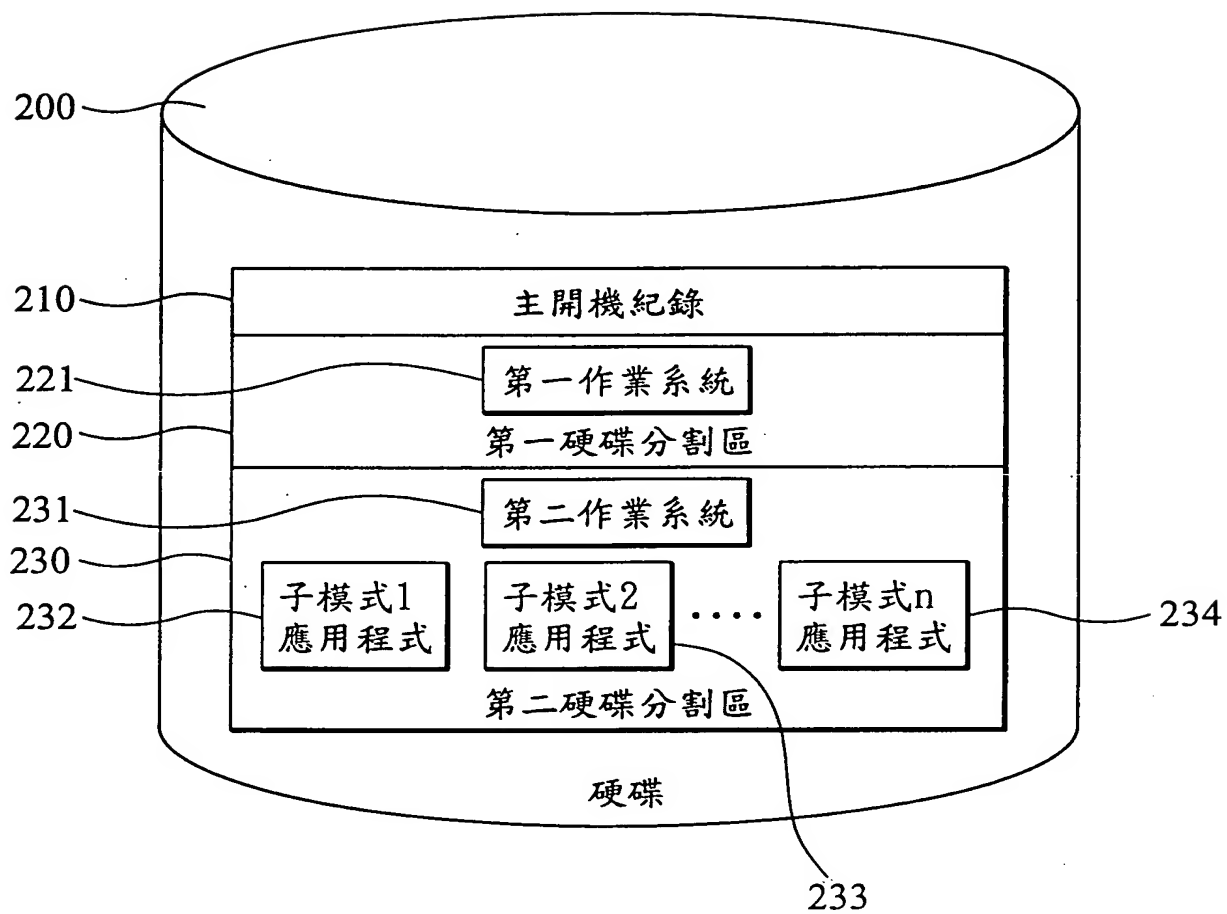 200
210
主開機紀錄
221
第一作業系統
220
第一硬碟分割區
231
第二作業系統
230
232
子模式1
應用程式
子模式2
應用程式
....
子模式n
應用程式
234
第二硬碟分割區
硬碟
233